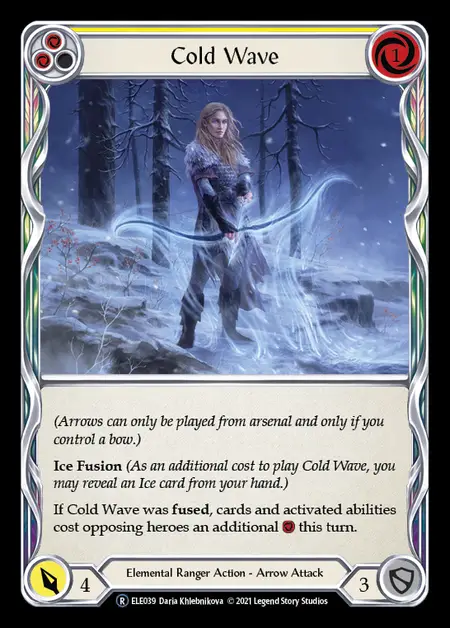 Cold Wave
1
(Arrows can only be played from arsenal and only if you
control a bow.)
Ice Fusion (As an additional cost to play Cold Wave, you
may reveal an Ice card from your hand.)
If Cold Wave was fused, cards and activated abilities
cost opposing heroes an additional this turn.
4
Elemental Ranger Action - Arrow Attack
3
R ELE039 Daria Khlebnikova © 2021 Legend Story Studios